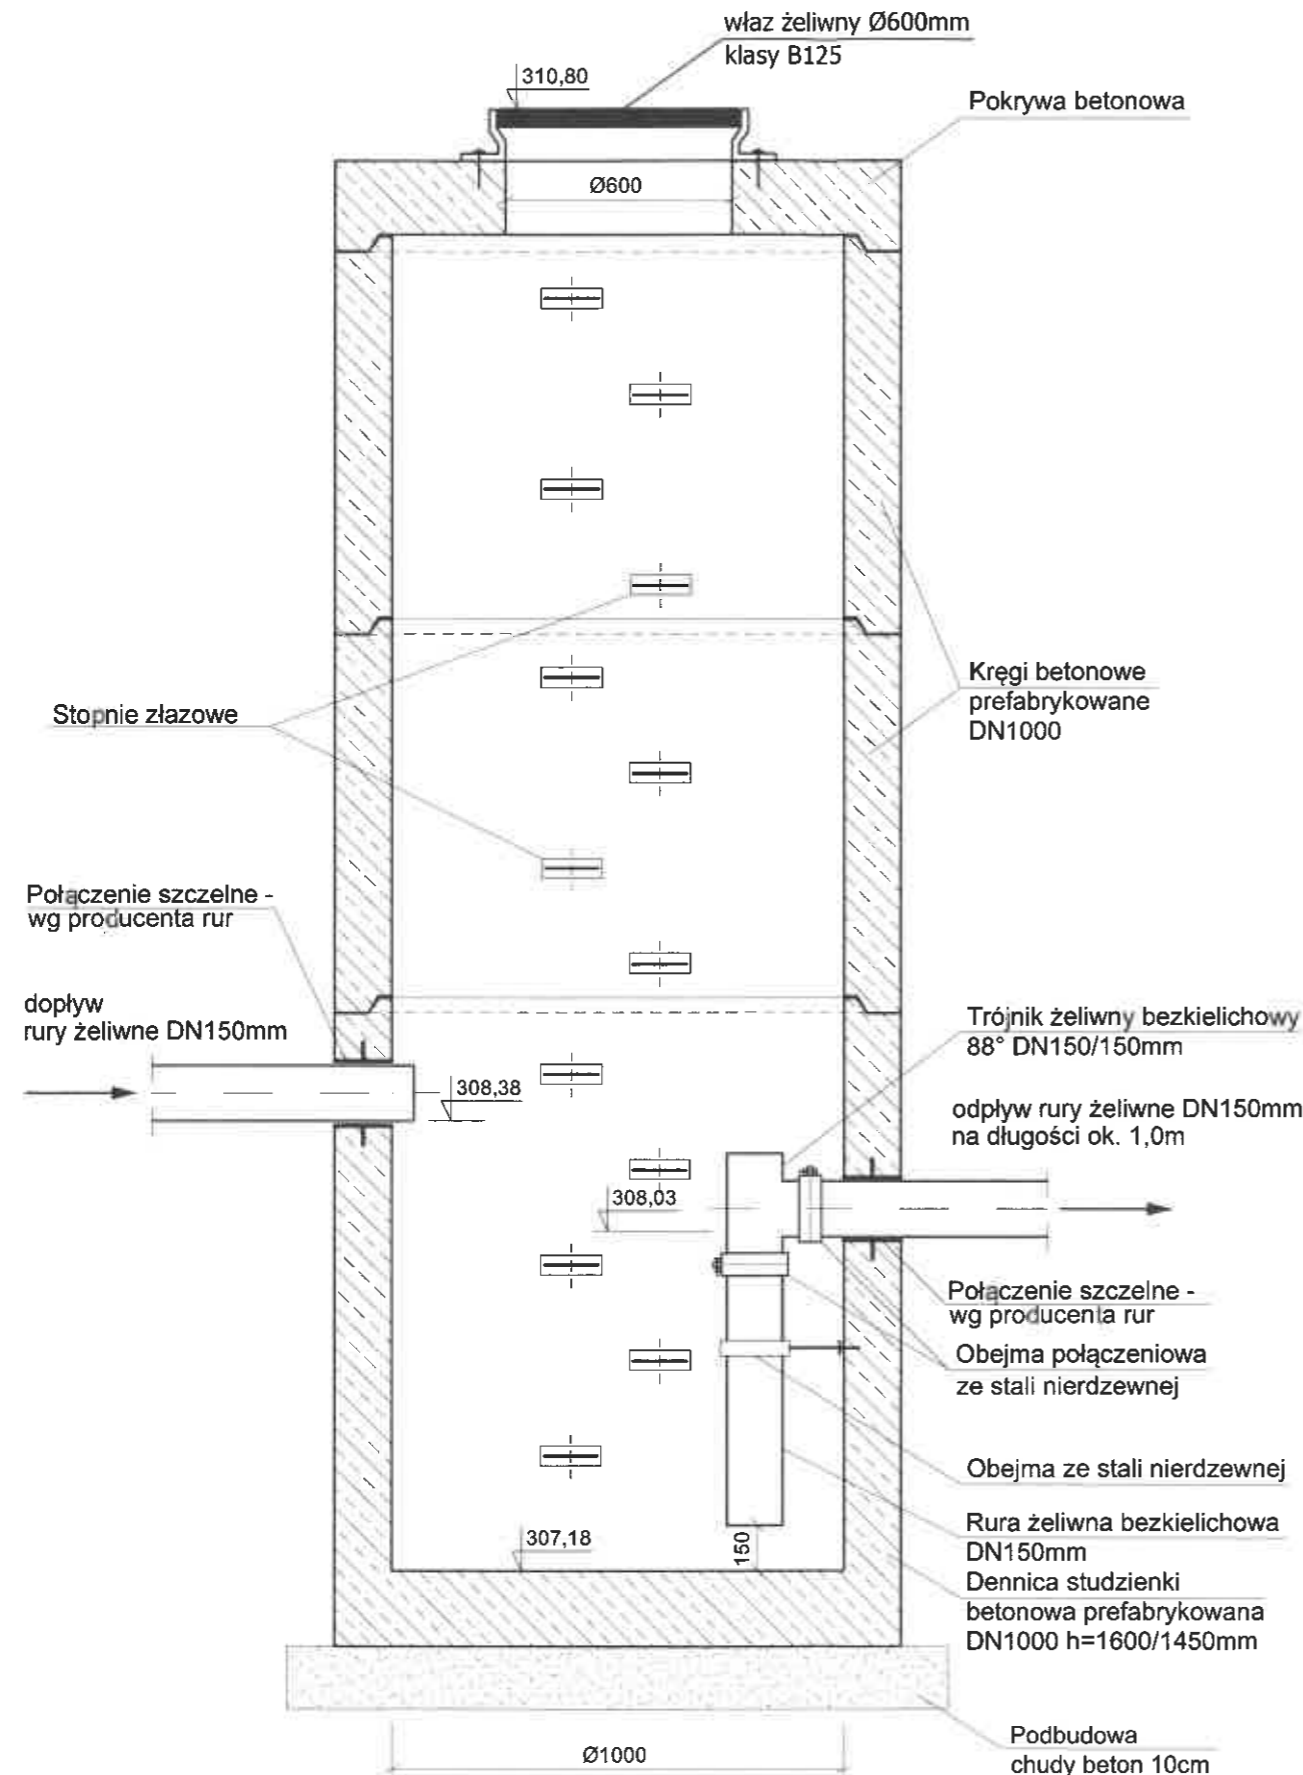 właz żeliwny Ø600mm
klasy B125
310,80
Pokrywa betonowa
Ø600
Kręgi betonowe
prefabrykowane
DN1000
Stopnie złazowe
Połączenie szczelne -
wg producenta rur
dopływ
rury żeliwne DN150mm
308,38
Trójnik żeliwny bezkielichowy
88° DN150/150mm
odpływ rury żeliwne DN150mm
na długości ok. 1,0m
308,03
Połączenie szczelne -
wg producenta rur
Obejma połączeniowa
ze stali nierdzewnej
Obejma ze stali nierdzewnej
Rura żeliwna bezkielichowa
DN150mm
307,18
150
Dennica studzienki
betonowa prefabrykowana
DN1000 h=1600/1450mm
Ø1000
Podbudowa
chudy beton 10cm